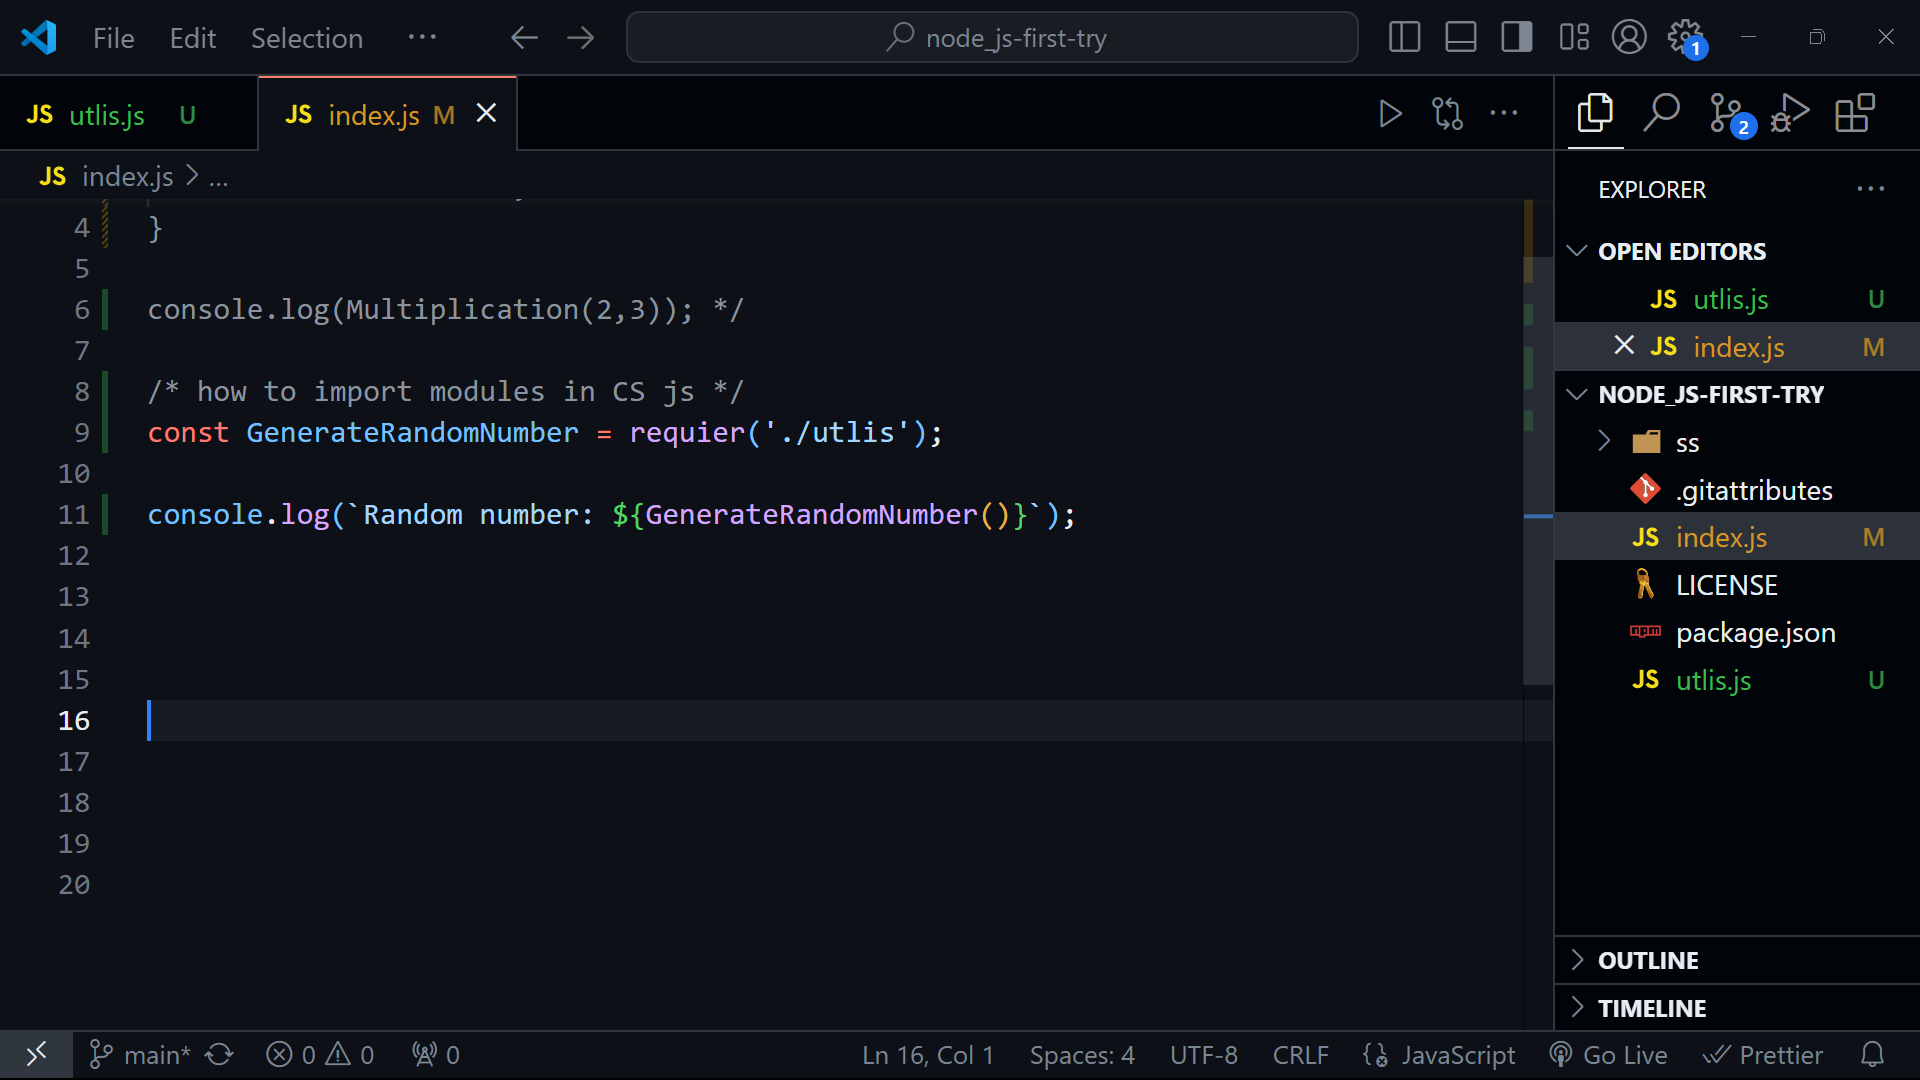 File Edit Selection ··· node_js-first-try 1
JS utlis.js U JS index.js M
JS index.js > ...
4 }
5
6 console.log(Multiplication(2,3)); */
7
8 /* how to import modules in CS js */
9 const GenerateRandomNumber = requier('./utlis');
10
11 console.log(`Random number: ${GenerateRandomNumber()}`);
12
13
14
15
16
17
18
19
20
2
EXPLORER ···
OPEN EDITORS
JS utlis.js U
JS index.js M
NODE_JS-FIRST-TRY
ss
.gitattributes
JS index.js M
LICENSE
package.json
JS utlis.js U
OUTLINE
TIMELINE
main* 0 0 0 Ln 16, Col 1 Spaces: 4 UTF-8 CRLF JavaScript Go Live Prettier